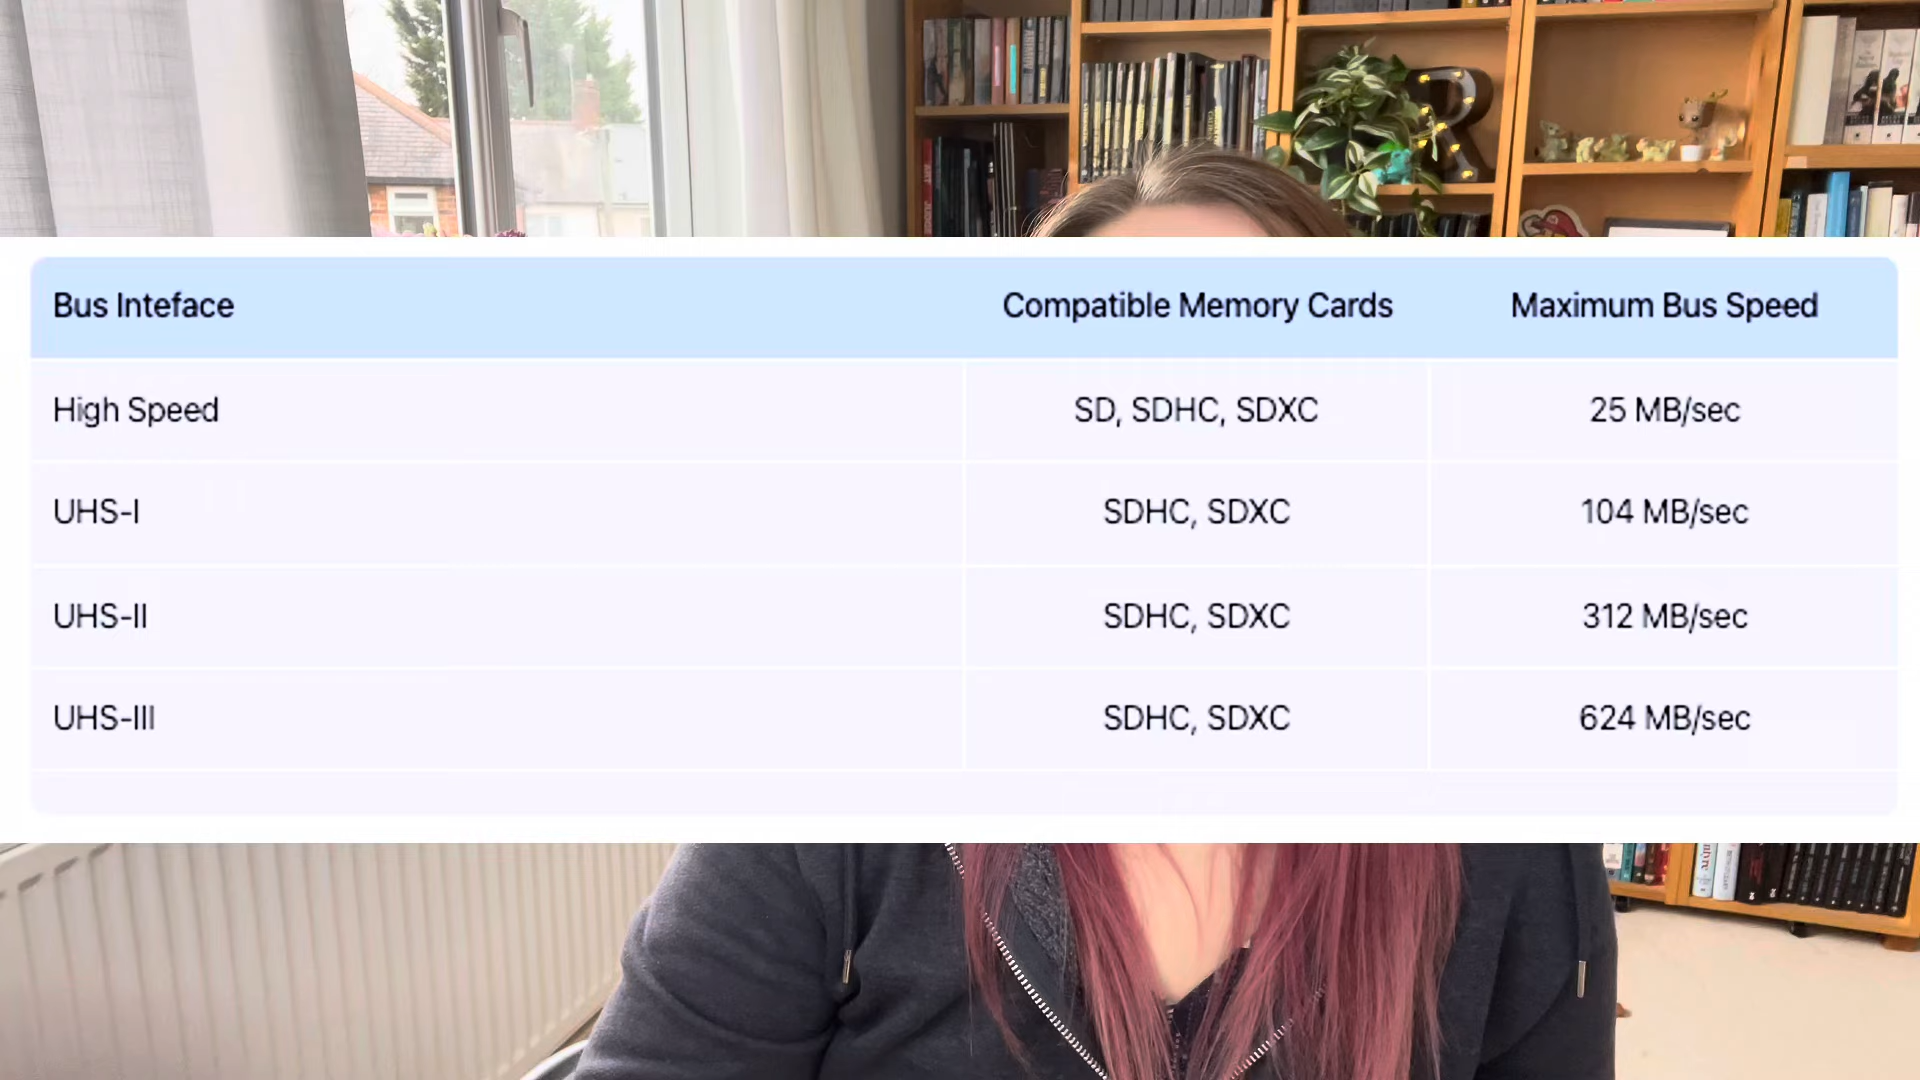 R
Bus Inteface Compatible Memory Cards Maximum Bus Speed
High Speed SD, SDHC, SDXC 25 MB/sec
UHS-I SDHC, SDXC 104 MB/sec
UHS-II SDHC, SDXC 312 MB/sec
UHS-III SDHC, SDXC 624 MB/sec